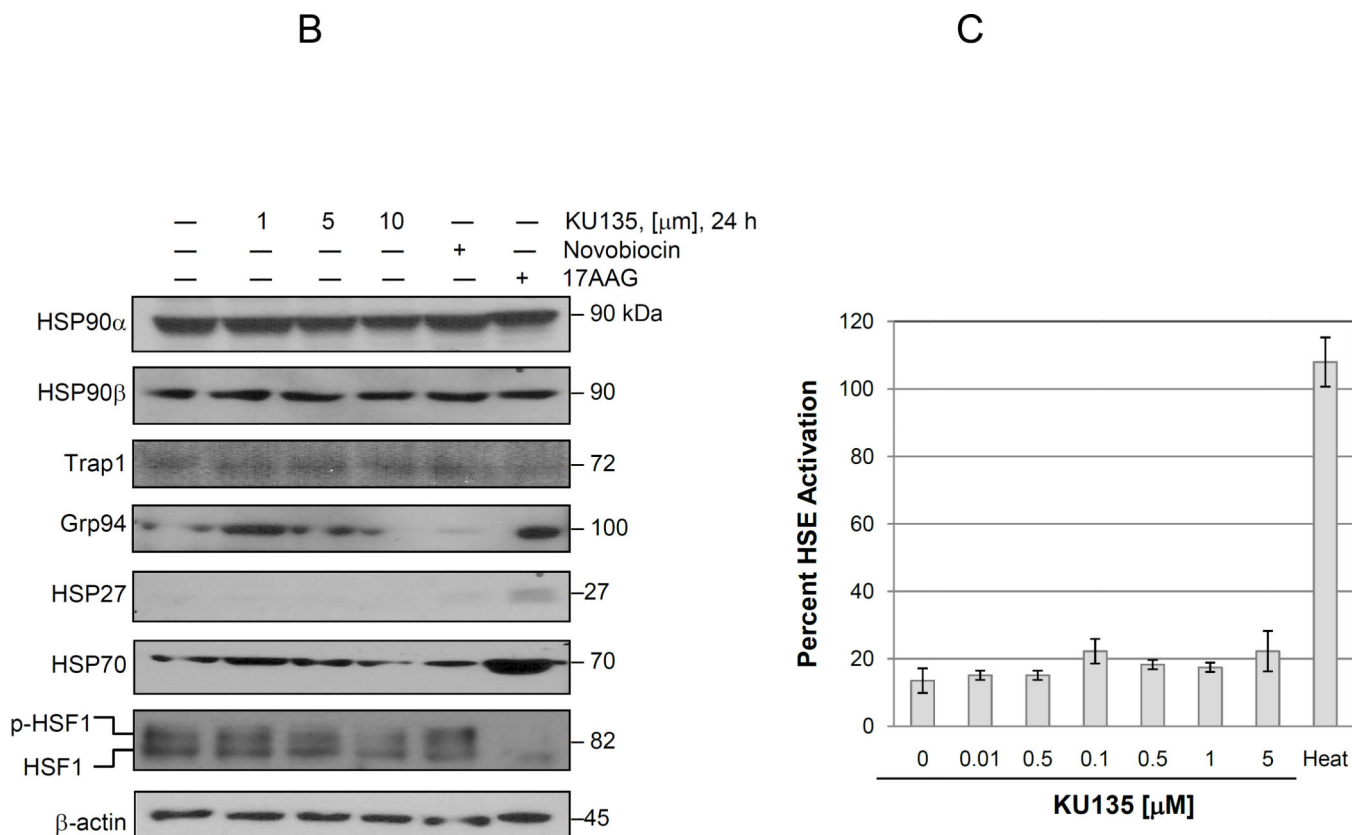 B
— 1 5 10 — — KU135, [μm], 24 h
— — — — + — Novobiocin
— — — — — + 17AAG
HSP90α – 90 kDa
HSP90β –90
Trap1 –72
Grp94 –100
HSP27 –27
HSP70 –70
p-HSF1
–82
HSF1
β-actin –45
C
Percent HSE Activation
120
100
80
60
40
20
0
0 0.01 0.5 0.1 0.5 1 5 Heat
KU135 [μM]